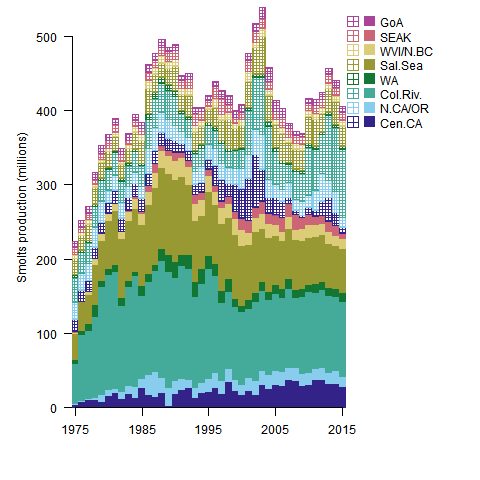 GoA
SEAK
WVI/N.BC
Sal.Sea
WA
Col.Riv.
N.CA/OR
Cen.CA
Smolts production (millions)
500
400
300
200
100
0
1975
1985
1995
2005
2015